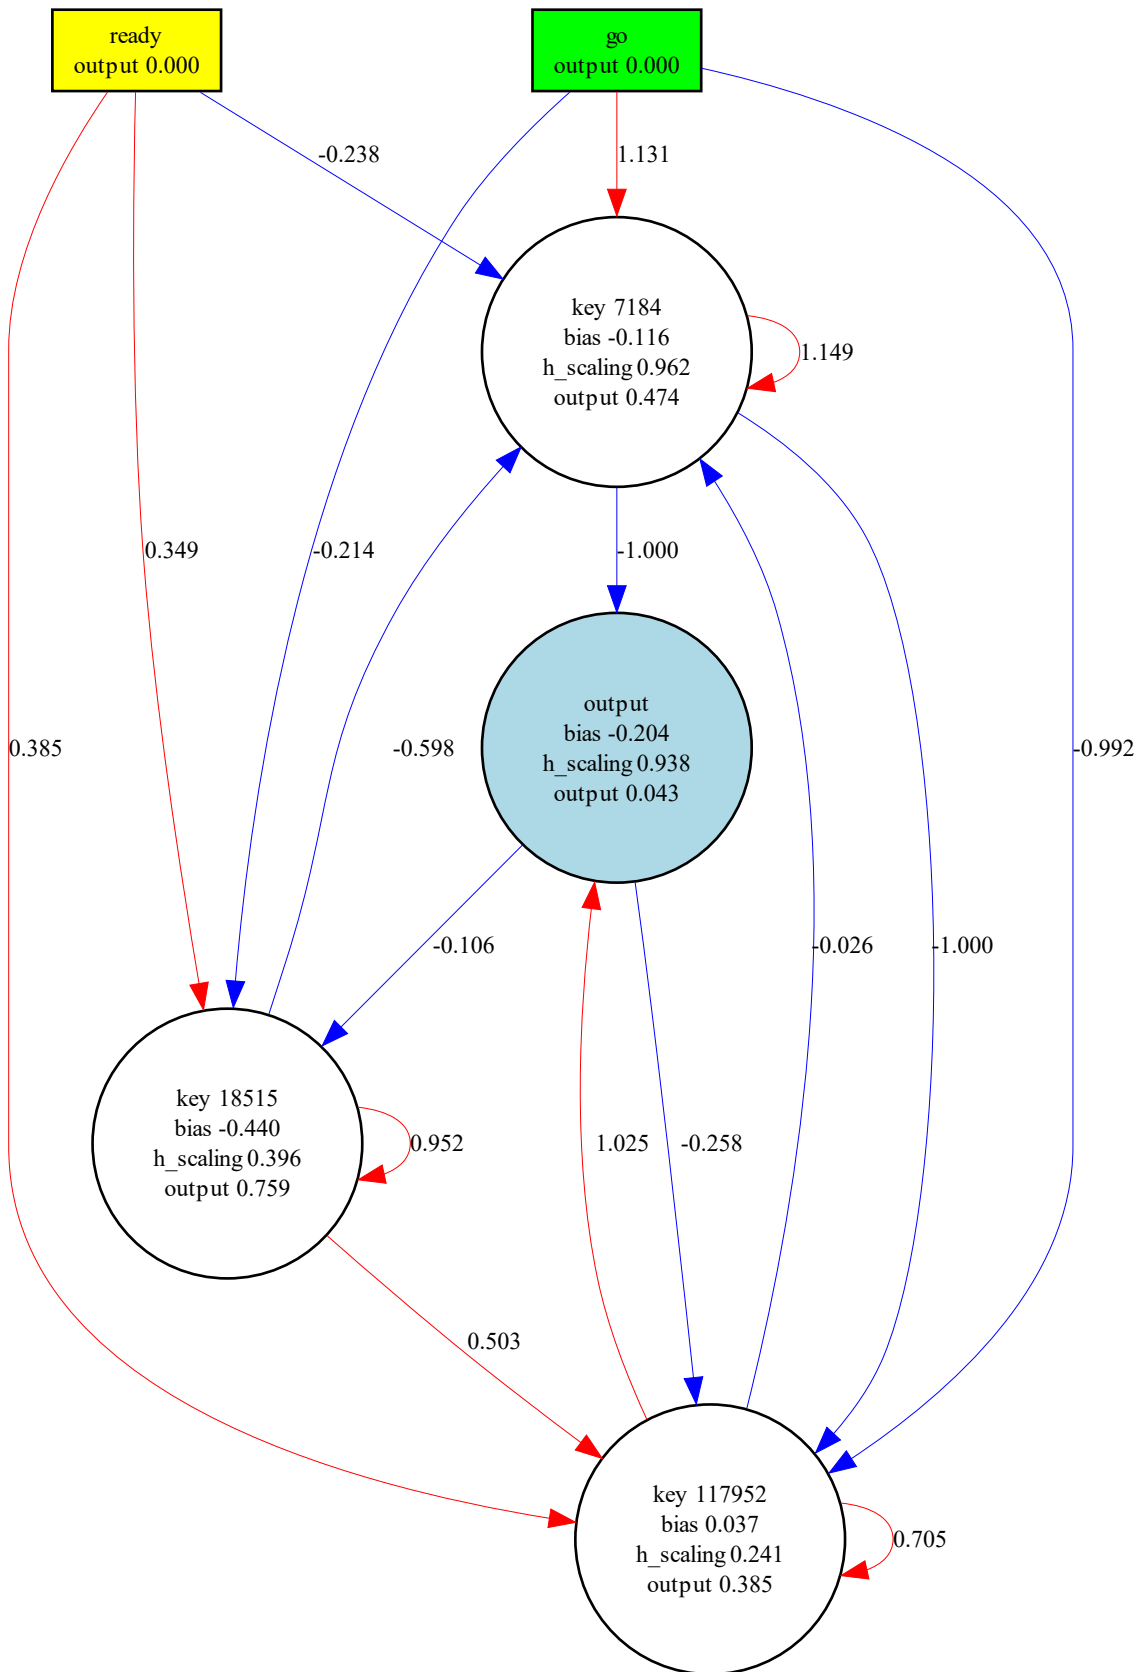 ready
output 0.000
go
output 0.000
-0.238
1.131
key 7184
bias -0.116
h_scaling 0.962
output 0.474
1.149
0.349
-0.214
-1.000
output
bias -0.204
h_scaling 0.938
output 0.043
0.385
-0.598
-0.992
-0.106
-0.026
-1.000
key 18515
bias -0.440
h_scaling 0.396
output 0.759
0.952
1.025
-0.258
0.503
key 117952
bias 0.037
h_scaling 0.241
output 0.385
0.705